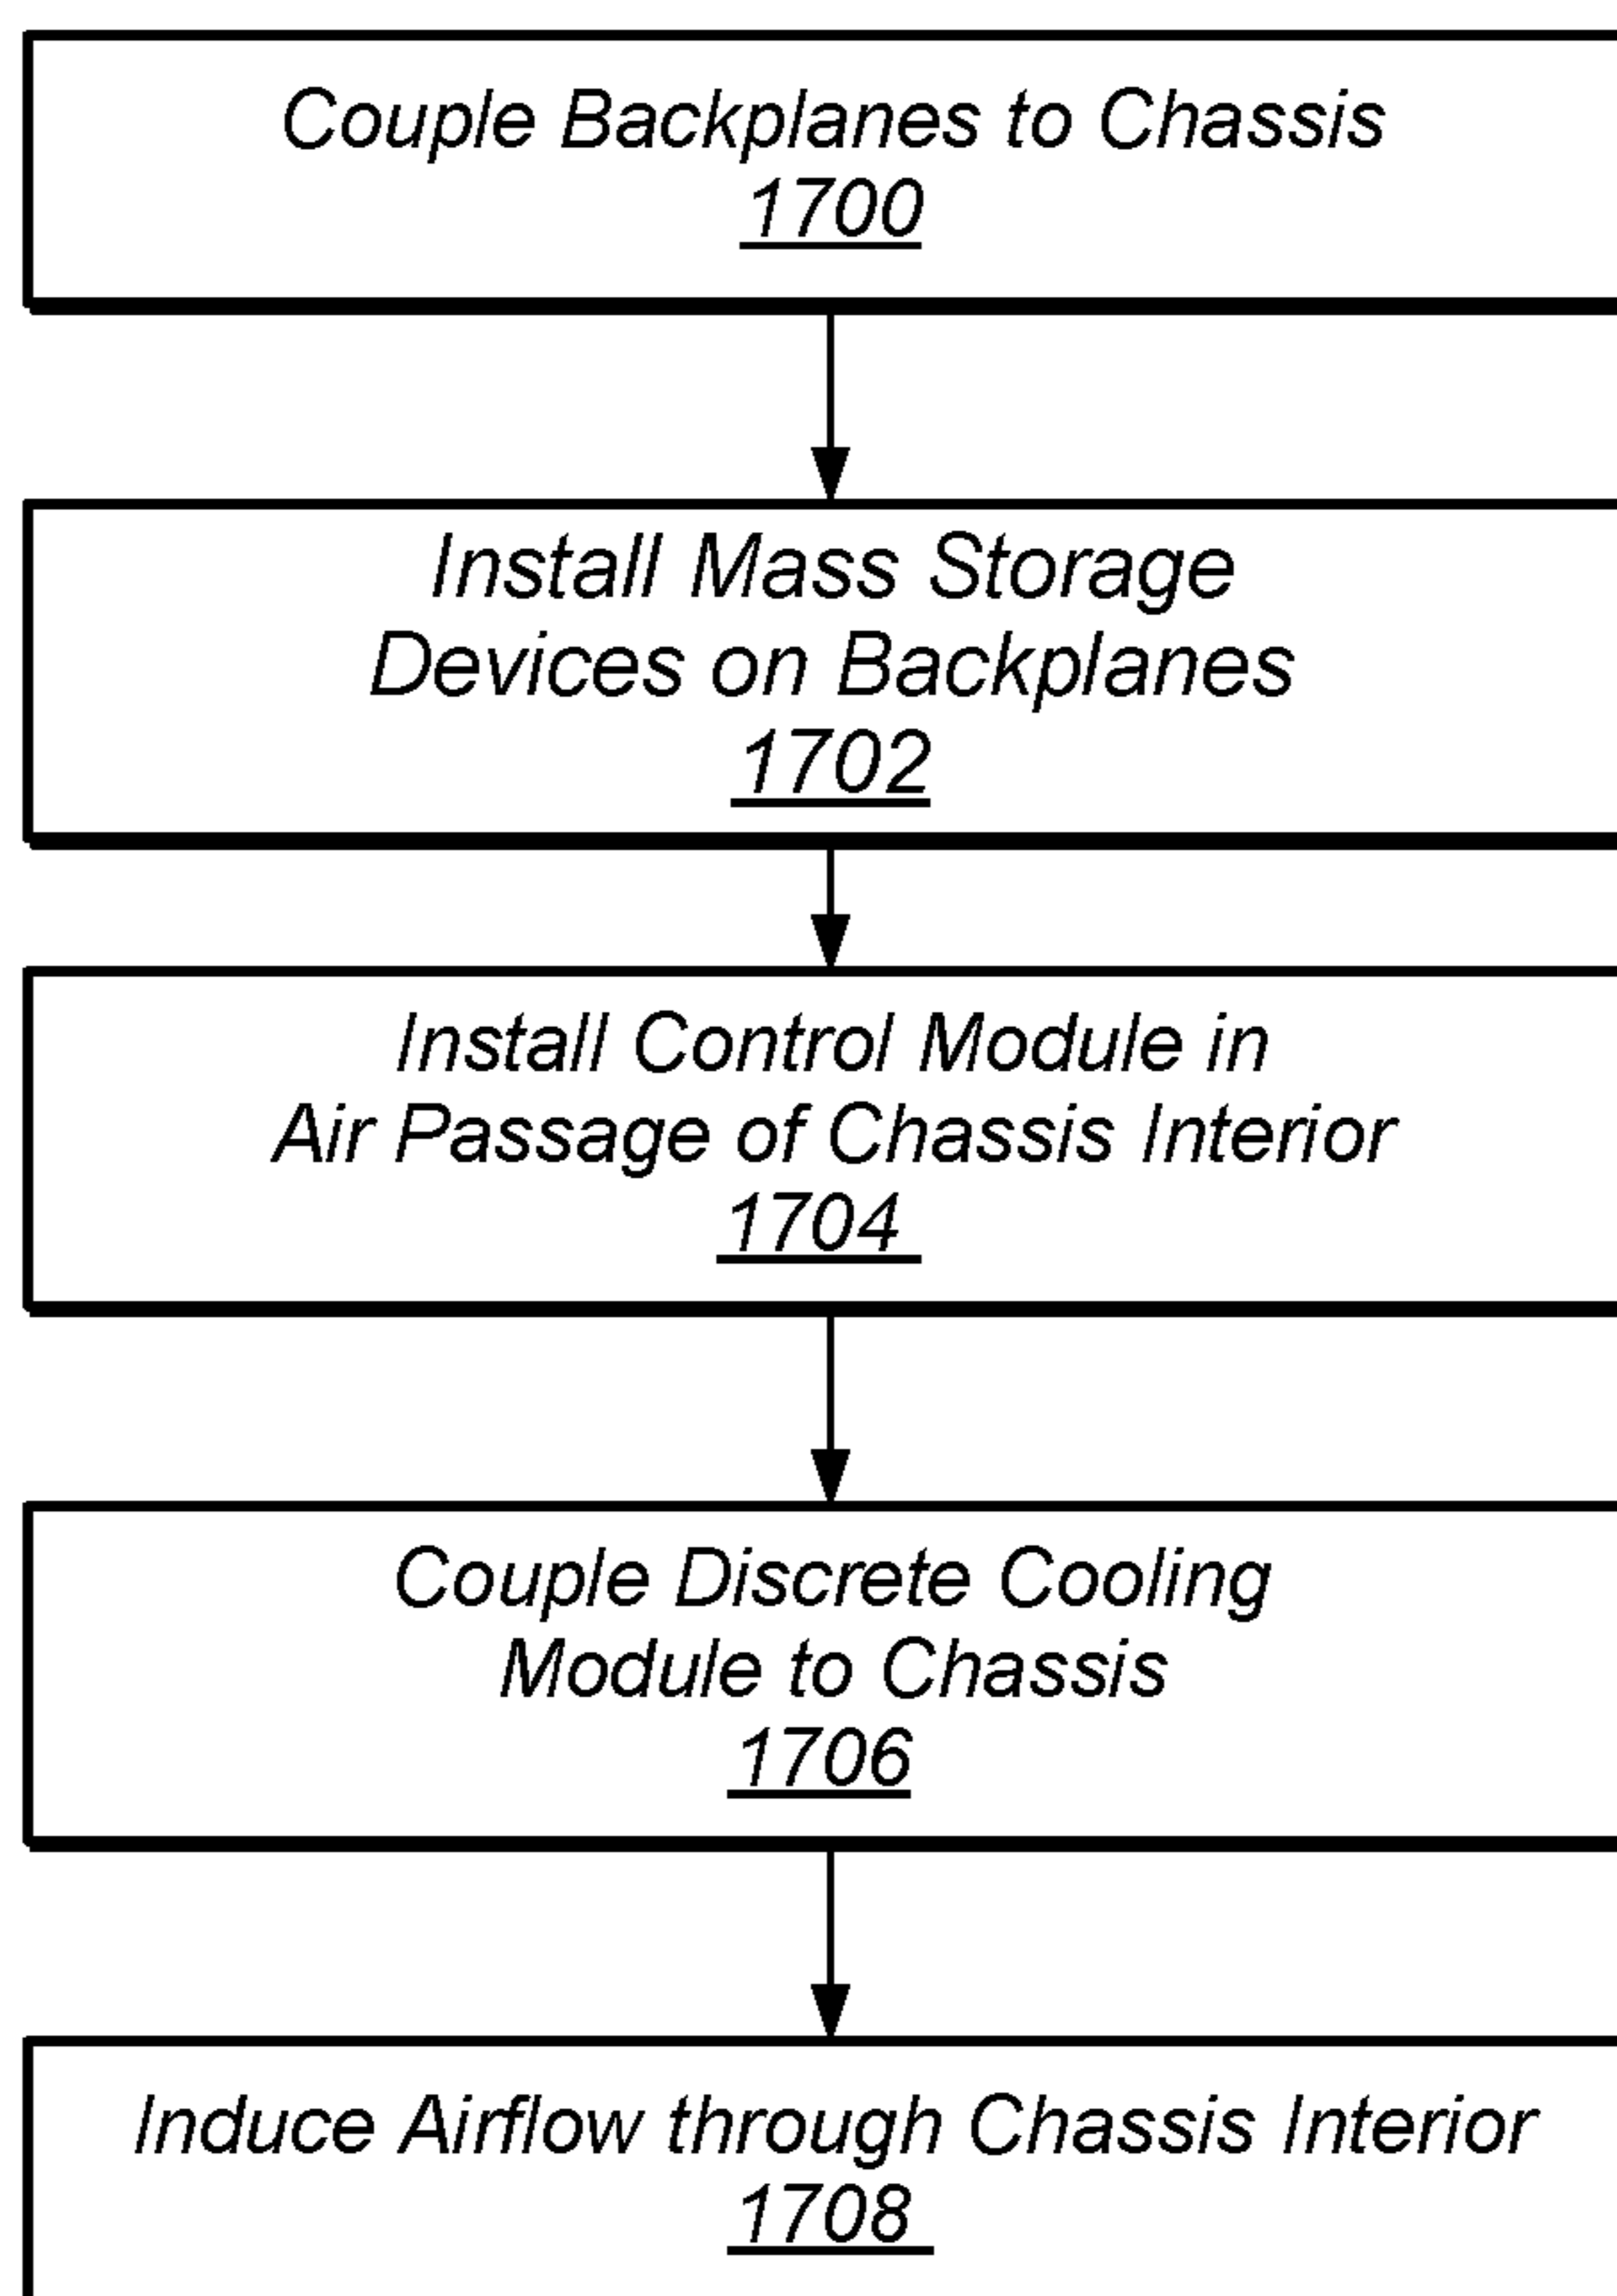 Couple Backplanes to Chassis
1700
Install Mass Storage
Devices on Backplanes
1702
Install Control Module in
Air Passage of Chassis Interior
1704
Couple Discrete Cooling
Module to Chassis
1706
Induce Airflow through Chassis Interior
1708